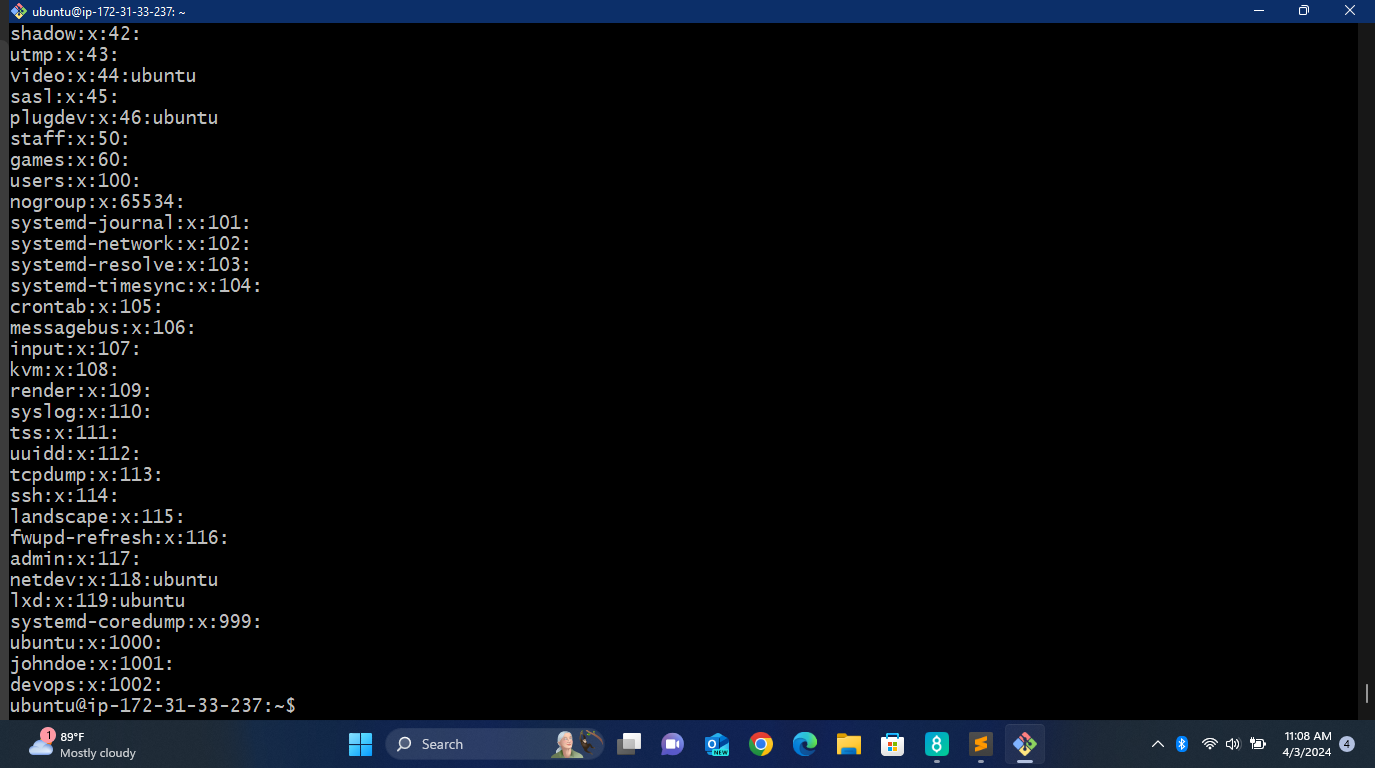 ubuntu@ip-172-31-33-237: ~
shadow:x:42:
utmp:x:43:
video:x:44:ubuntu
sasl:x:45:
plugdev:x:46:ubuntu
staff:x:50:
games:x:60:
users:x:100:
nogroup:x:65534:
systemd-journal:x:101:
systemd-network:x:102:
systemd-resolve:x:103:
systemd-timesync:x:104:
crontab:x:105:
messagebus:x:106:
input:x:107:
kvm:x:108:
render:x:109:
syslog:x:110:
tss:x:111:
uuidd:x:112:
tcpdump:x:113:
ssh:x:114:
landscape:x:115:
fwupd-refresh:x:116:
admin:x:117:
netdev:x:118:ubuntu
lxd:x:119:ubuntu
systemd-coredump:x:999:
ubuntu:x:1000:
johndoe:x:1001:
devops:x:1002:
ubuntu@ip-172-31-33-237:~$
1
89°F
Mostly cloudy
Search
NEW
8
11:08 AM
4/3/2024
4